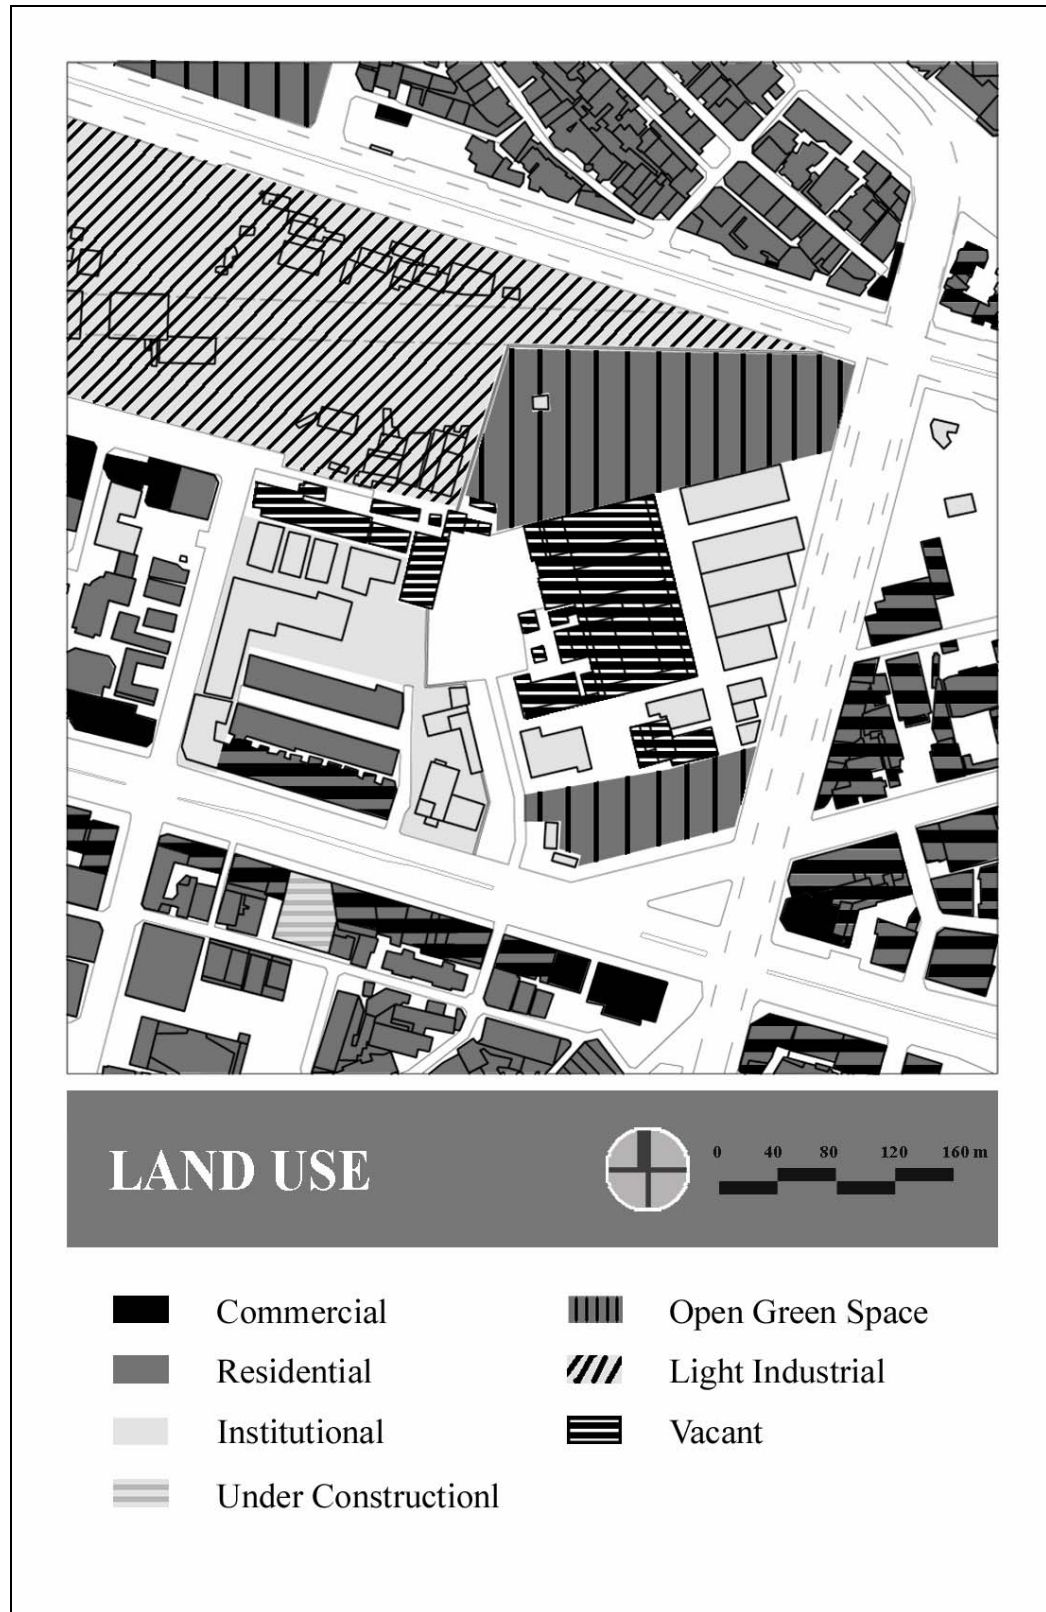 LAND USE
0 40 80 120 160 m
Commercial
Residential
Institutional
Under Constructionl
Open Green Space
Light Industrial
Vacant